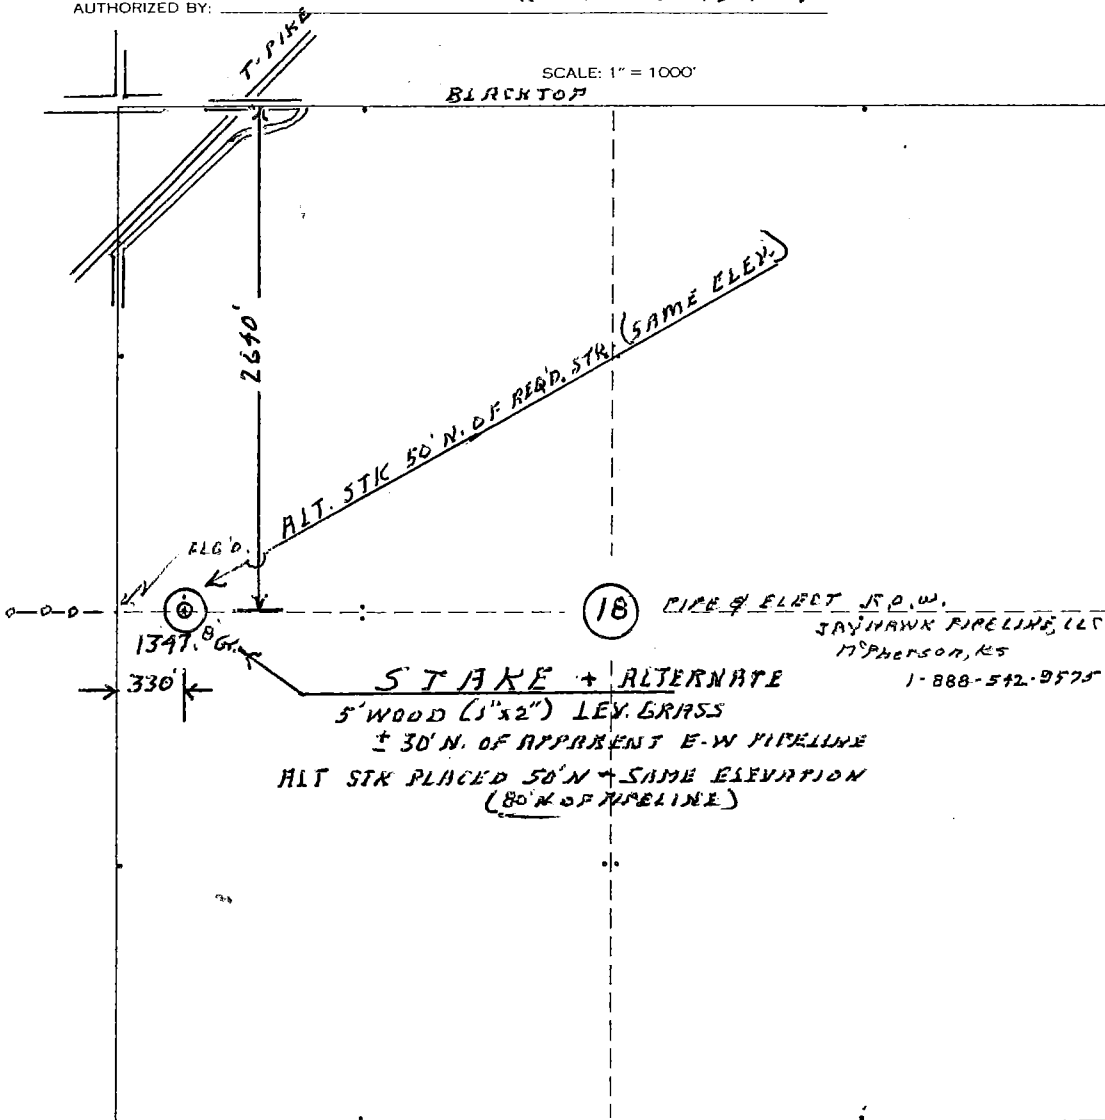 AUTHORIZED BY:
T-PIKE
SCALE: 1" = 1000'
BLACKTOP
2640'
ALT. STK 50' N. OF REQ'D. STK. (SAME ELEV.)
FLG'D.
18
PIPE & ELECT R.O.W.
JAYHAWK PIPELINE, LLC
McPherson, KS
1-888-542-9575
1347.8' Gr.
330'
STAKE + ALTERNATE
5' WOOD (1"x2") LEV. GRASS
± 30' N. OF APPARENT E-W PIPELINE
ALT STK PLACED 50' N - SAME ELEVATION
(80' N OF PIPELINE)